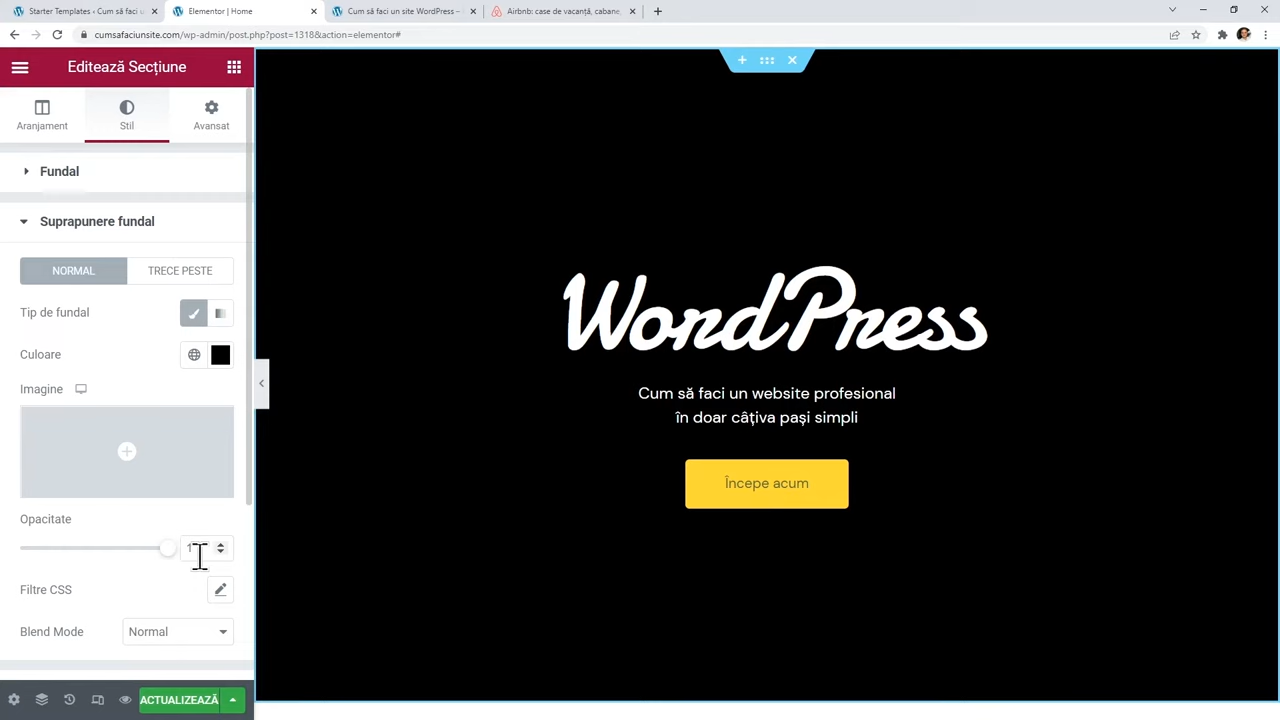 Starter Templates ‹ Cum să faci u
Elementor | Home
Cum să faci un site WordPress –
Airbnb: case de vacanță, cabane,
cumsafaciunsite.com/wp-admin/post.php?post=1318&action=elementor#
Editează Secțiune
Aranjament
Stil
Avansat
Fundal
Suprapunere fundal
NORMAL
TRECE PESTE
Tip de fundal
Culoare
Imagine
Opacitate
1
Filtre CSS
Blend Mode
Normal
ACTUALIZEAZĂ
WordPress
Cum să faci un website profesional
în doar câțiva pași simpli
Începe acum